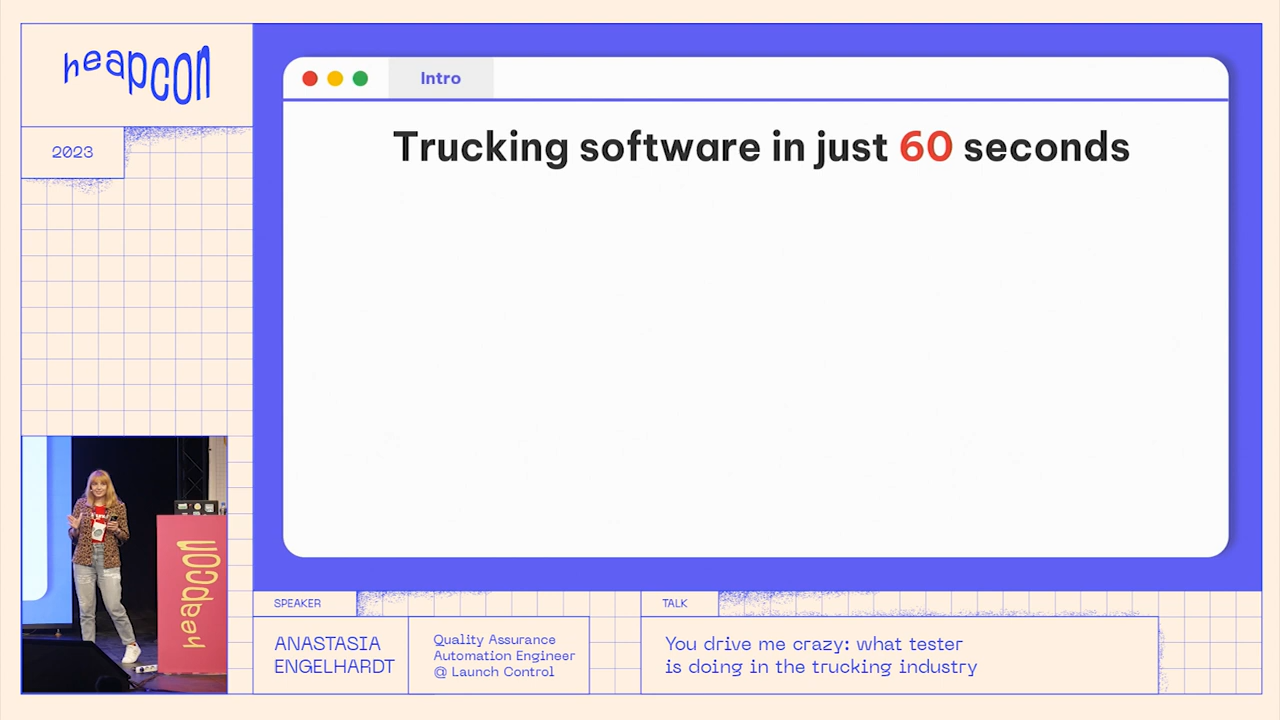 heapcon
2023
Intro
Trucking software in just 60 seconds
heapcon
SPEAKER
ANASTASIA
ENGELHARDT
Quality Assurance
Automation Engineer
@ Launch Control
TALK
You drive me crazy: what tester
is doing in the trucking industry